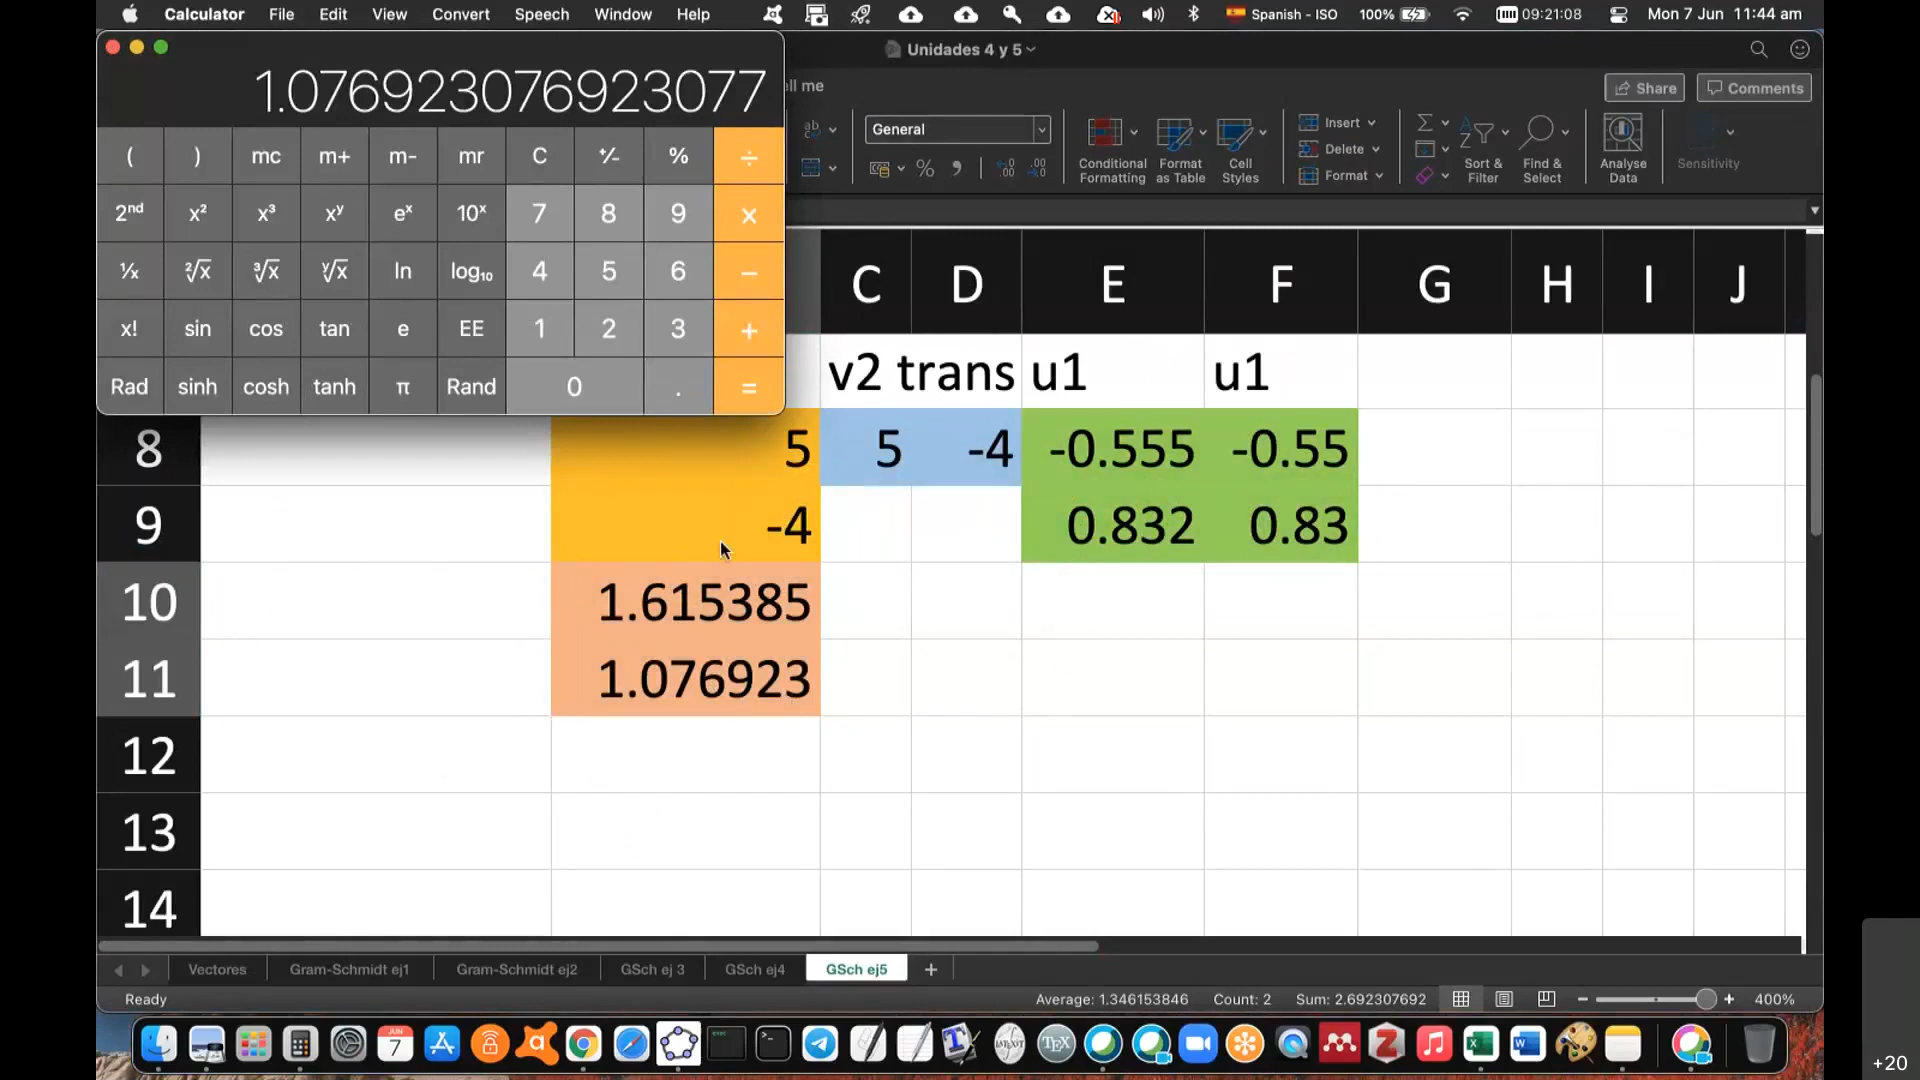 Calculator File Edit View Convert Speech Window Help Spanish - ISO 100% 09:21:08 Mon 7 Jun 11:44 am
Unidades 4 y 5
1.076923076923077
ell me
Share
Comments
ab
General
%
Conditional Formatting
Format as Table
Cell Styles
Insert
Delete
Format
Sort & Filter
Find & Select
Analyse Data
Sensitivity
( ) mc m+ m- mr C ⁺∕₋ % ÷
2ⁿᵈ x² x³ xʸ eˣ 10ˣ 7 8 9 ×
¹∕ₓ ²√x ³√x ʸ√x ln log₁₀ 4 5 6 −
x! sin cos tan e EE 1 2 3 +
Rad sinh cosh tanh π Rand 0 . =
C D E F G H I J
v2 trans u1 u1
8 5 5 -4 -0.555 -0.55
9 -4 0.832 0.83
10 1.615385
11 1.076923
12
13
14
Vectores Gram-Schmidt ej1 Gram-Schmidt ej2 GSch ej 3 GSch ej4 GSch ej5 +
Ready Average: 1.346153846 Count: 2 Sum: 2.692307692 − + 400%
JUN
7
TEX
+20